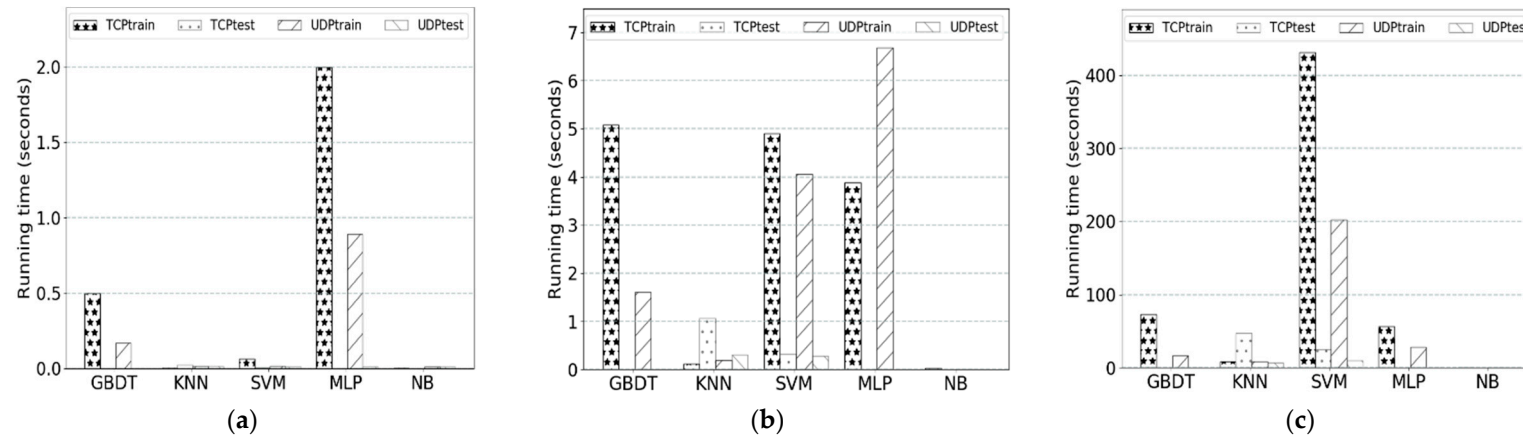 TCPtrain TCPtest UDPtrain UDPtest
Running time (seconds)
2.0
1.5
1.0
0.5
0.0
GBDT KNN SVM MLP NB
(a)
TCPtrain TCPtest UDPtrain UDPtest
Running time (seconds)
7
6
5
4
3
2
1
0
GBDT KNN SVM MLP NB
(b)
TCPtrain TCPtest UDPtrain UDPtest
Running time (seconds)
400
300
200
100
0
GBDT KNN SVM MLP NB
(c)